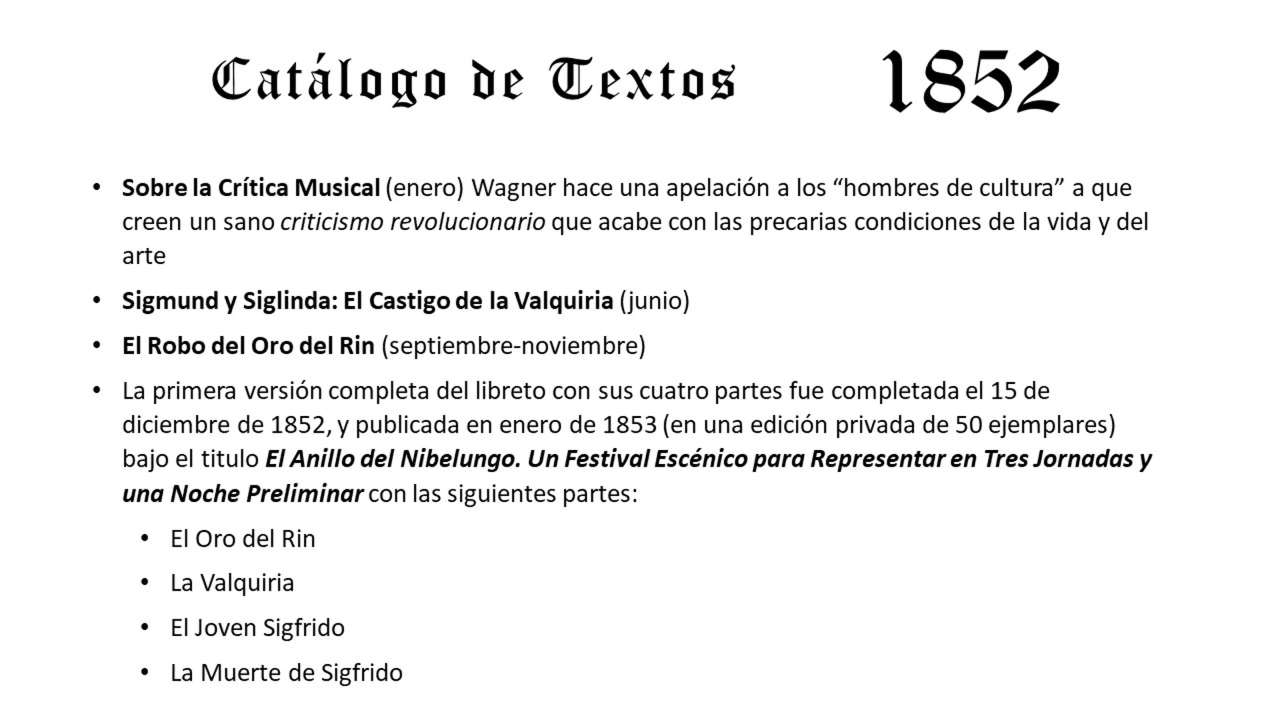 Catálogo de Textos 1852
• Sobre la Crítica Musical (enero) Wagner hace una apelación a los “hombres de cultura” a que
creen un sano criticismo revolucionario que acabe con las precarias condiciones de la vida y del
arte
• Sigmund y Siglinda: El Castigo de la Valquiria (junio)
• El Robo del Oro del Rin (septiembre-noviembre)
• La primera versión completa del libreto con sus cuatro partes fue completada el 15 de
diciembre de 1852, y publicada en enero de 1853 (en una edición privada de 50 ejemplares)
bajo el titulo El Anillo del Nibelungo. Un Festival Escénico para Representar en Tres Jornadas y
una Noche Preliminar con las siguientes partes:
• El Oro del Rin
• La Valquiria
• El Joven Sigfrido
• La Muerte de Sigfrido